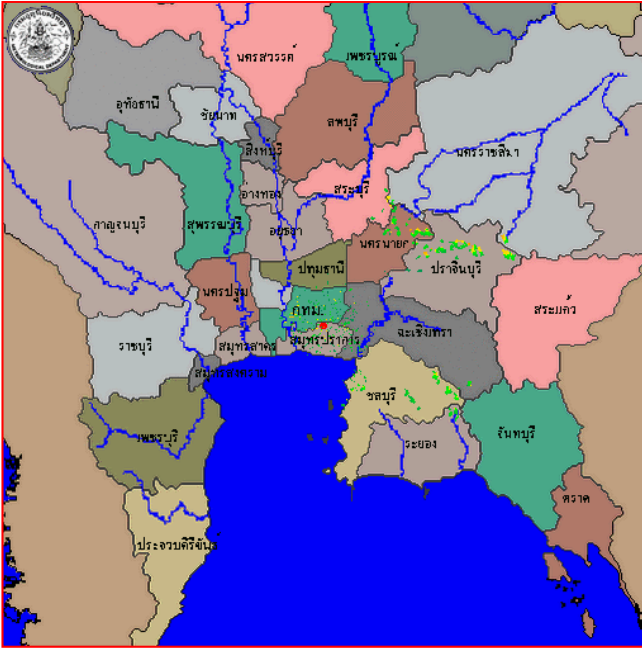 นครสวรรค์
เพชรบูรณ์
อุทัยธานี
ชัยนาท
ลพบุรี
สิงห์บุรี
นครราชสีมา
สระบุรี
อ่างทอง
กาญจนบุรี
สุพรรณบุรี
อยุธยา
นครนายก
ปราจีนบุรี
ปทุมธานี
นครปฐม
สระแก้ว
กทม.
ฉะเชิงเทรา
ราชบุรี
สมุทรสาคร
สมุทรปราการ
สมุทรสงคราม
ชลบุรี
เพชรบุรี
ระยอง
จันทบุรี
ตราด
ประจวบคีรีขันธ์